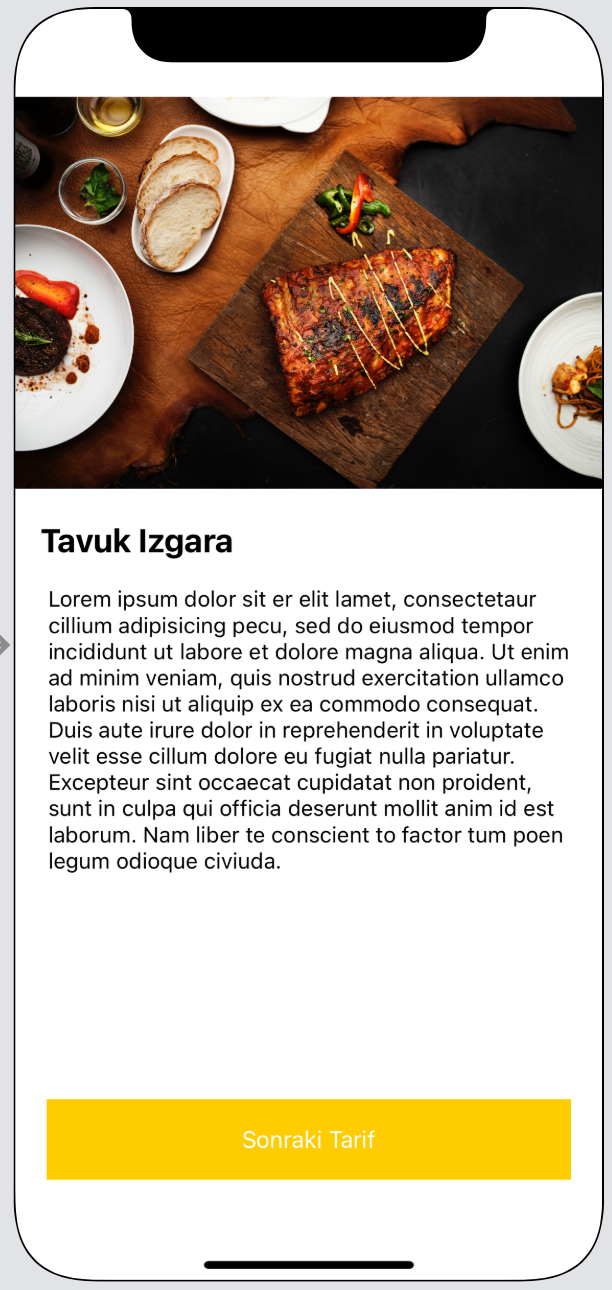 Tavuk Izgara
Lorem ipsum dolor sit er elit lamet, consectetaur
cillium adipisicing pecu, sed do eiusmod tempor
incididunt ut labore et dolore magna aliqua. Ut enim
ad minim veniam, quis nostrud exercitation ullamco
laboris nisi ut aliquip ex ea commodo consequat.
Duis aute irure dolor in reprehenderit in voluptate
velit esse cillum dolore eu fugiat nulla pariatur.
Excepteur sint occaecat cupidatat non proident,
sunt in culpa qui officia deserunt mollit anim id est
laborum. Nam liber te conscient to factor tum poen
legum odioque civiuda.
Sonraki Tarif